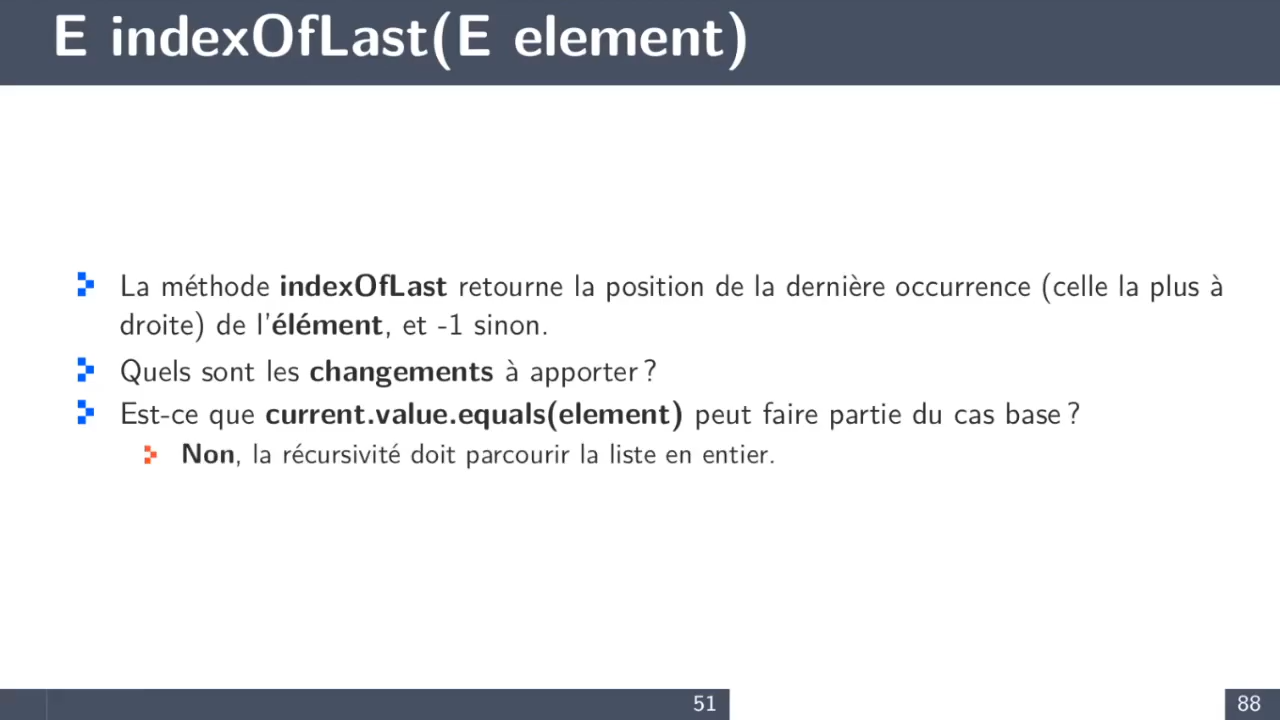 E indexOfLast(E element)
La méthode indexOfLast retourne la position de la dernière occurrence (celle la plus à
droite) de l'élément, et -1 sinon.
Quels sont les changements à apporter ?
Est-ce que current.value.equals(element) peut faire partie du cas base ?
Non, la récursivité doit parcourir la liste en entier.
51
88